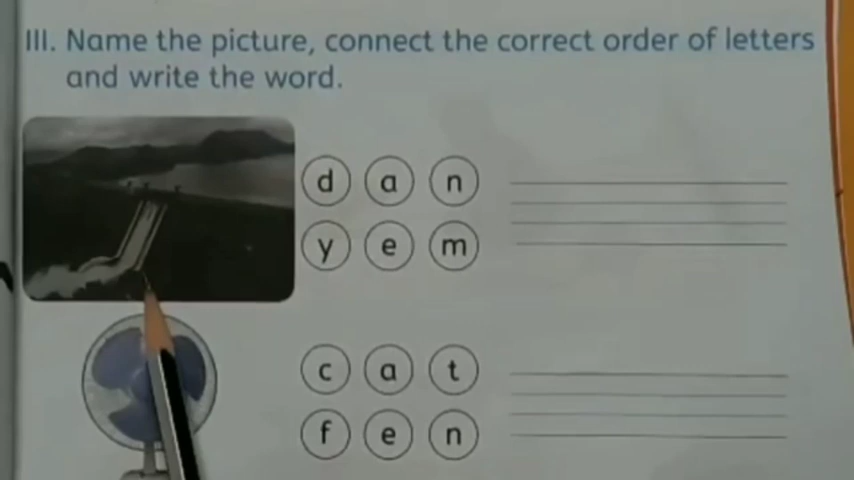 III. Name the picture, connect the correct order of letters
and write the word.
d a n
y e m
c a t
f e n